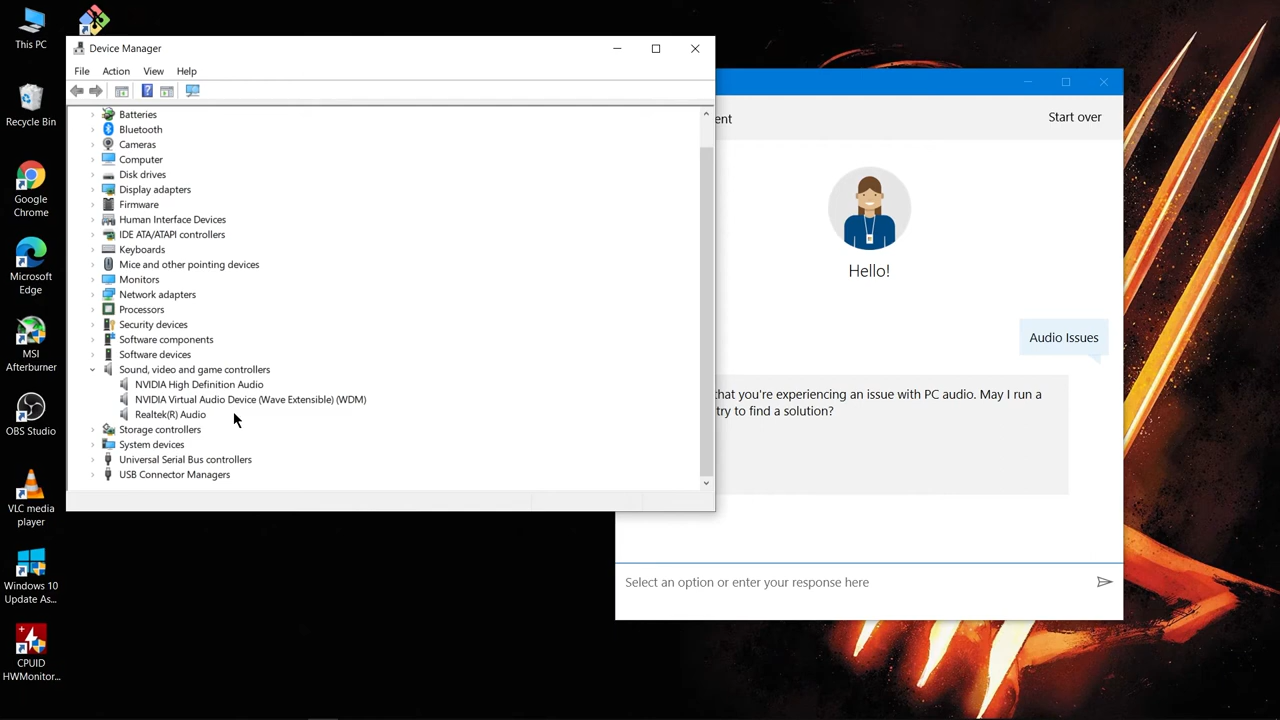 This PC
Recycle Bin
Google
Chrome
Microsoft
Edge
MSI
Afterburner
OBS Studio
VLC media
player
Windows 10
Update As...
CPUID
HWMonitor...
Device Manager
File Action View Help
Batteries
Bluetooth
Cameras
Computer
Disk drives
Display adapters
Firmware
Human Interface Devices
IDE ATA/ATAPI controllers
Keyboards
Mice and other pointing devices
Monitors
Network adapters
Processors
Security devices
Software components
Software devices
Sound, video and game controllers
NVIDIA High Definition Audio
NVIDIA Virtual Audio Device (Wave Extensible) (WDM)
Realtek(R) Audio
Storage controllers
System devices
Universal Serial Bus controllers
USB Connector Managers
ent
Start over
Hello!
Audio Issues
that you're experiencing an issue with PC audio. May I run a
try to find a solution?
Select an option or enter your response here